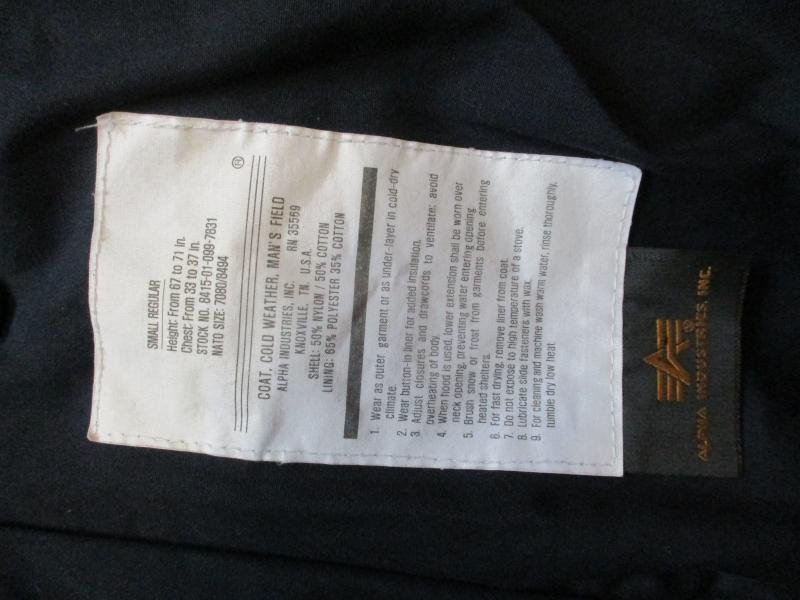 SMALL REGULAR
Height: From 67 to 71 in.
Chest: From 33 to 37 in.
STOCK NO. 8415-01-099-7831
NATO SIZE: 7080/8494
®
COAT, COLD WEATHER, MAN'S FIELD
ALPHA INDUSTRIES, INC. RN 35569
KNOXVILLE, TN. U.S.A.
SHELL: 50% NYLON / 50% COTTON
LINING: 65% POLYESTER 35% COTTON
1. Wear as outer garment or as under-layer in cold-dry
climate.
2. Wear button-in liner for added insulation.
3. Adjust closures and drawcords to ventilate; avoid
overheating of body.
4. When hood is used, lower extension shall be worn over
neck opening, preventing water entering opening
5. Brush snow or frost from garments before entering
heated shelters.
6. For fast drying, remove liner from coat.
7. Do not expose to high temperature of a stove.
8. Lubricate slide fasteners with wax.
9. For cleaning and machine wash warm water, rinse thoroughly,
tumble dry low heat.
®
ALPHA INDUSTRIES, INC.